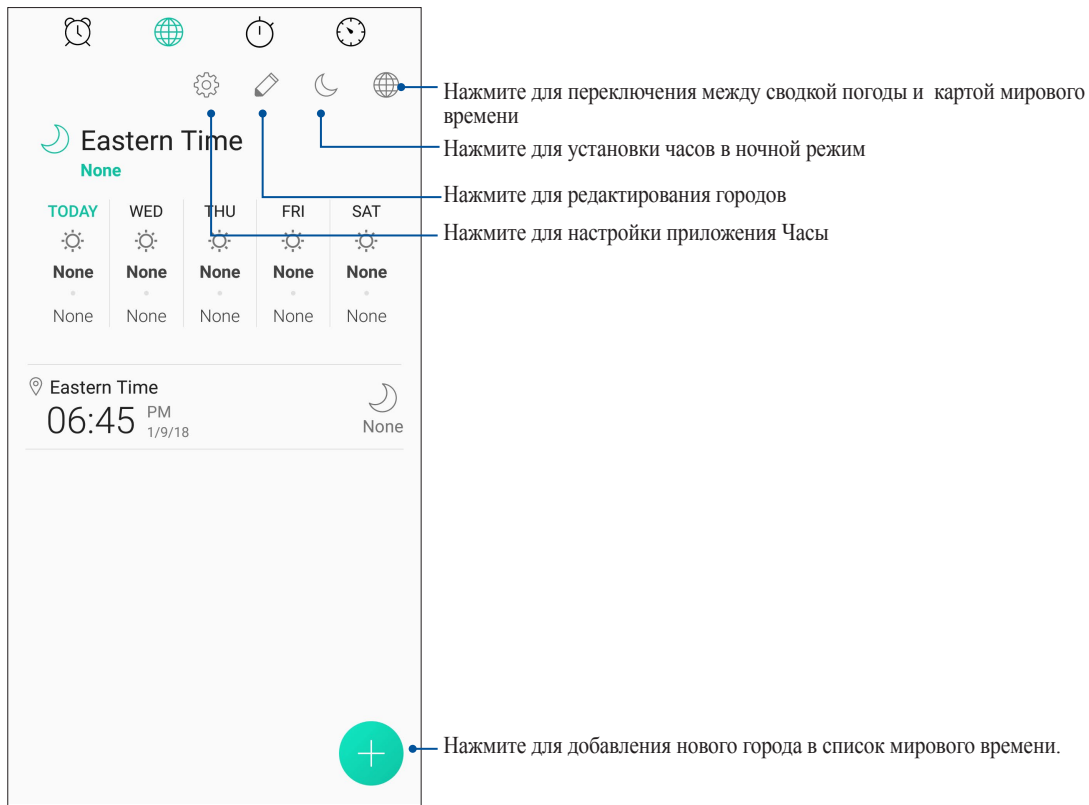 Нажмите для переключения между сводкой погоды и картой мирового
времени
Eastern Time
None
Нажмите для установки часов в ночной режим
Нажмите для редактирования городов
TODAY WED THU FRI SAT
Нажмите для настройки приложения Часы
None None None None None
None None None None None
Eastern Time
06:45 PM
1/9/18
None
Нажмите для добавления нового города в список мирового времени.